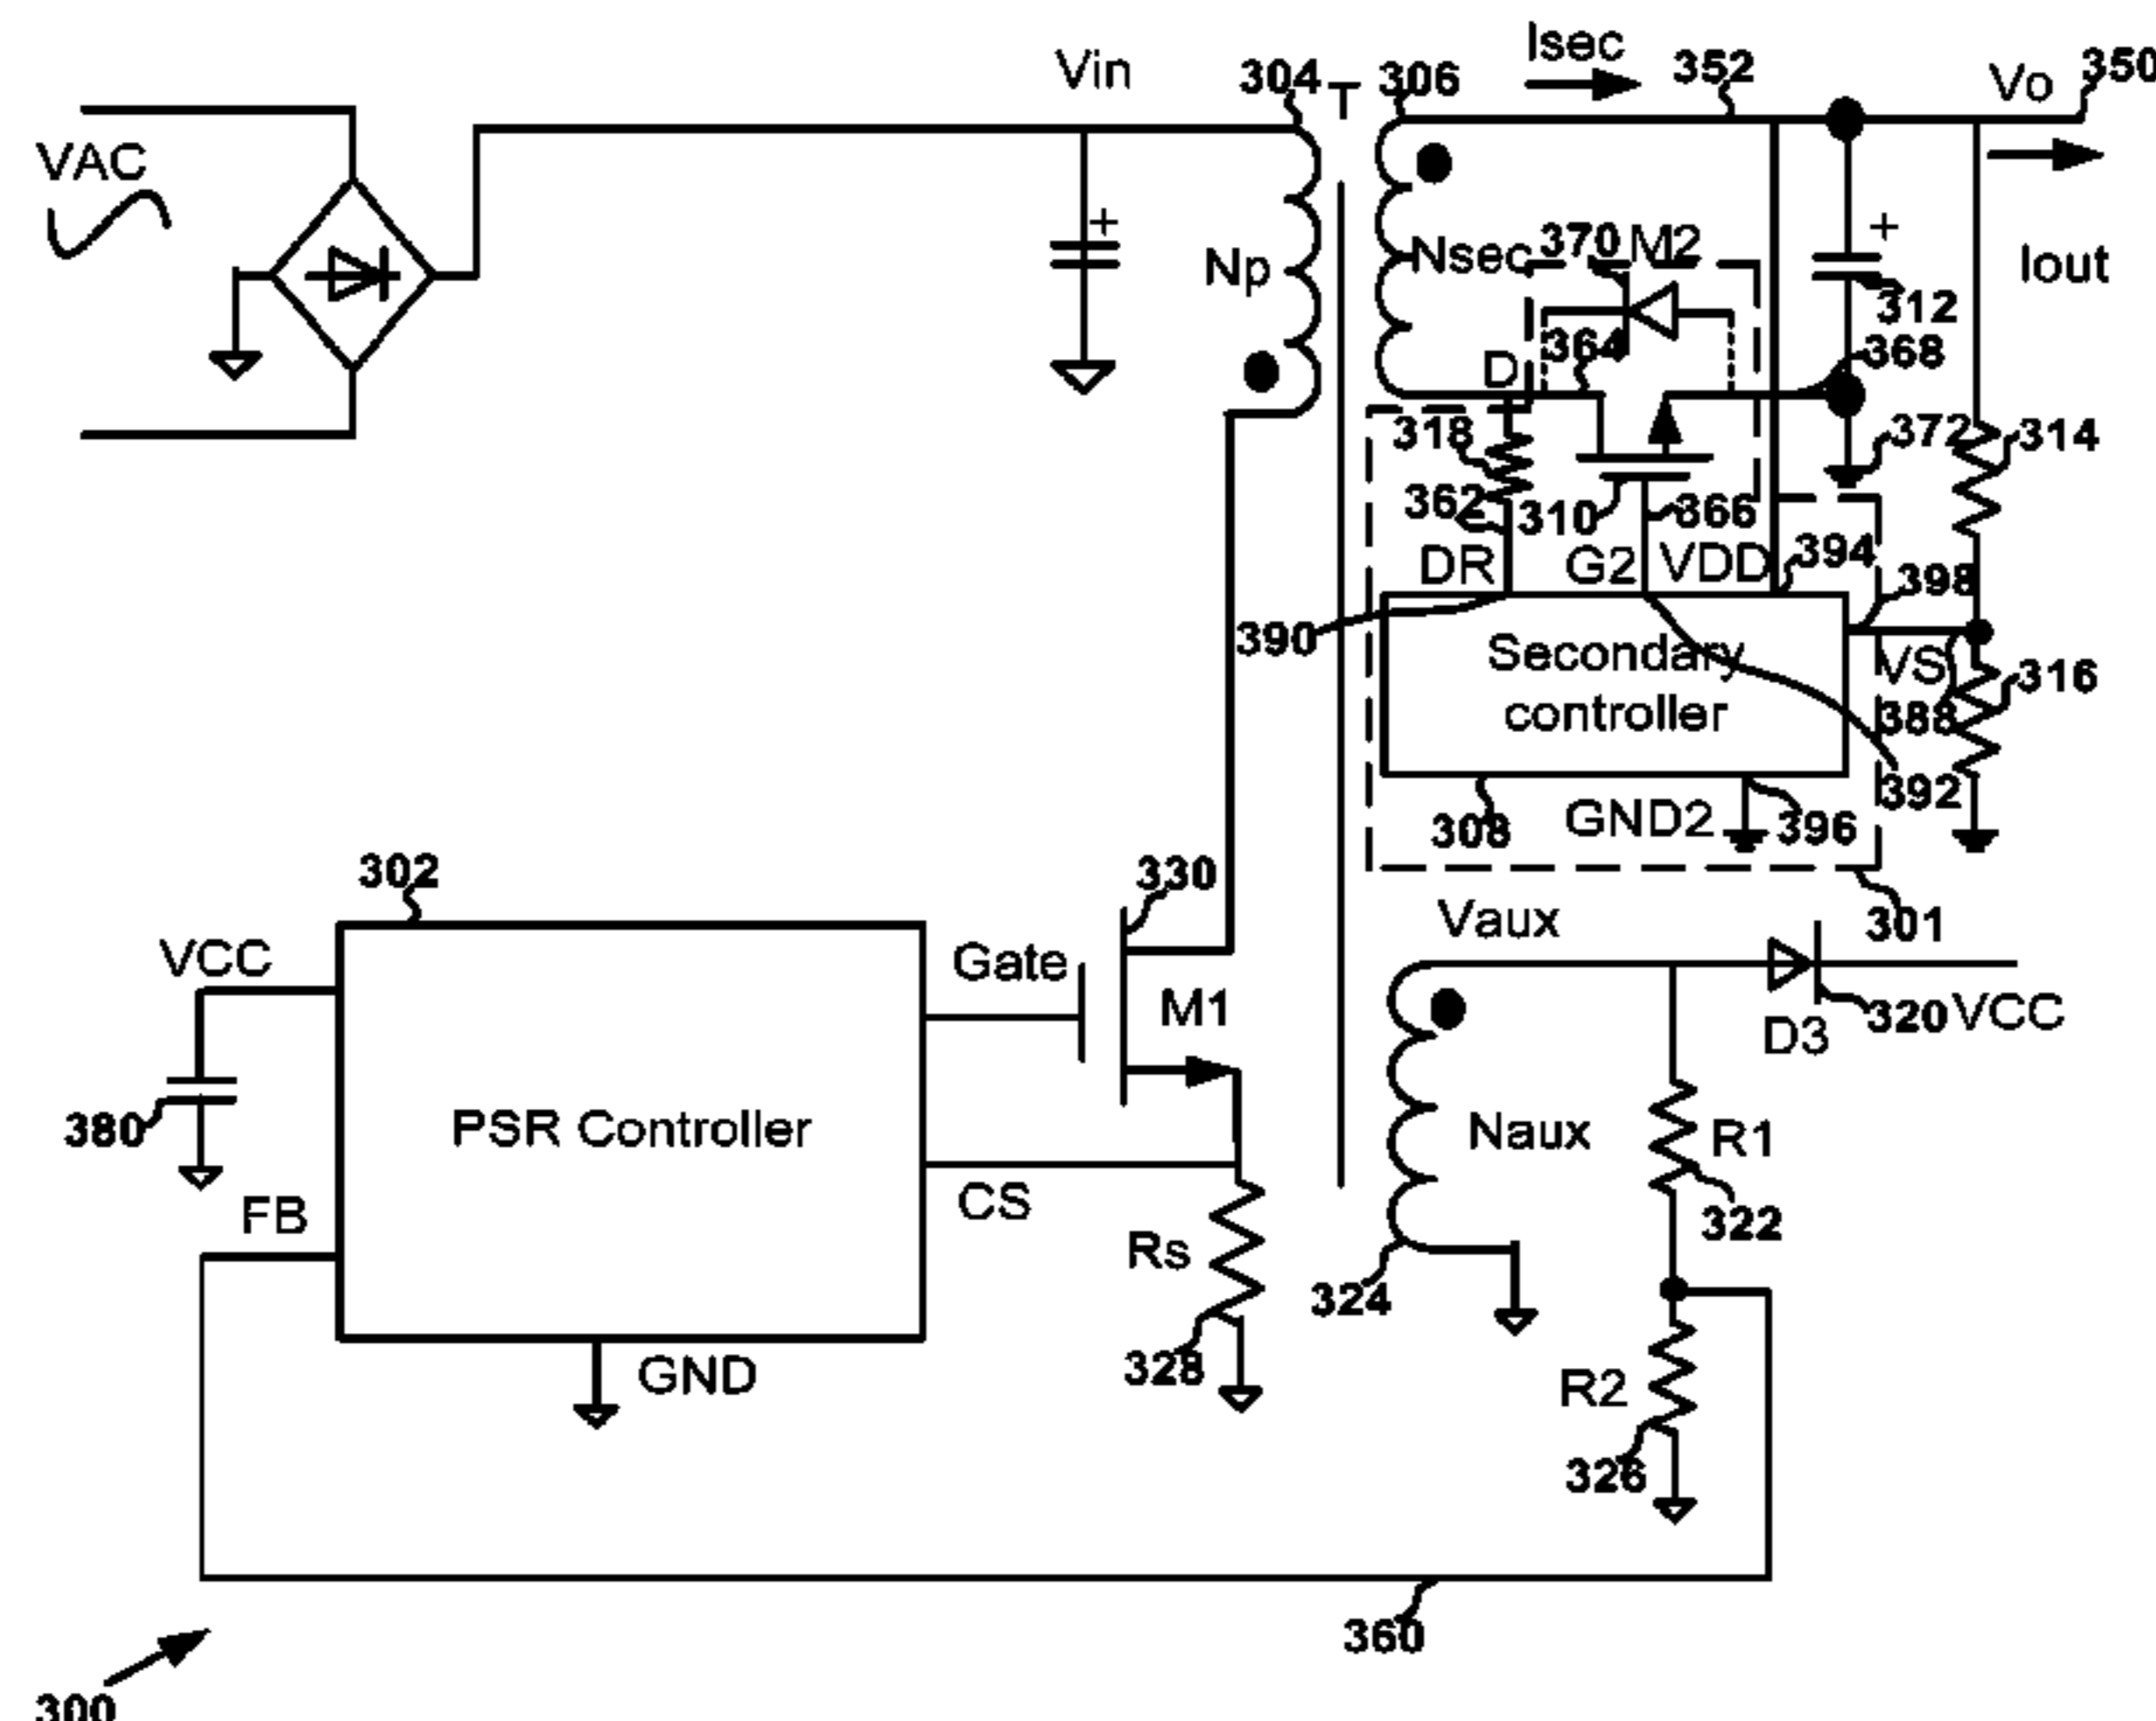 Isec
Vin
304
T
306
352
Vo
350
VAC
Np
Nsec
370
M2
+
+
Iout
312
364
368
D
318
372
314
362
310
366
DR
G2
VDD
394
398
390
Secondary
controller
VS
316
388
392
308
GND2
396
302
330
Vaux
301
VCC
Gate
M1
D3
320
VCC
380
PSR Controller
Naux
R1
FB
CS
322
Rs
324
328
GND
R2
326
360
300